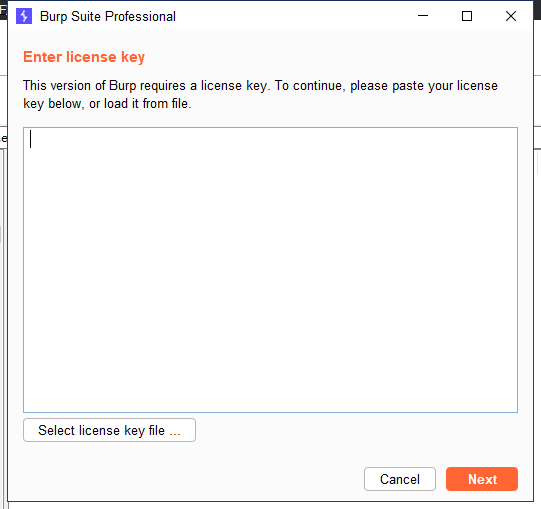 Burp Suite Professional
Enter license key
This version of Burp requires a license key. To continue, please paste your license
key below, or load it from file.
Select license key file ...
Cancel
Next